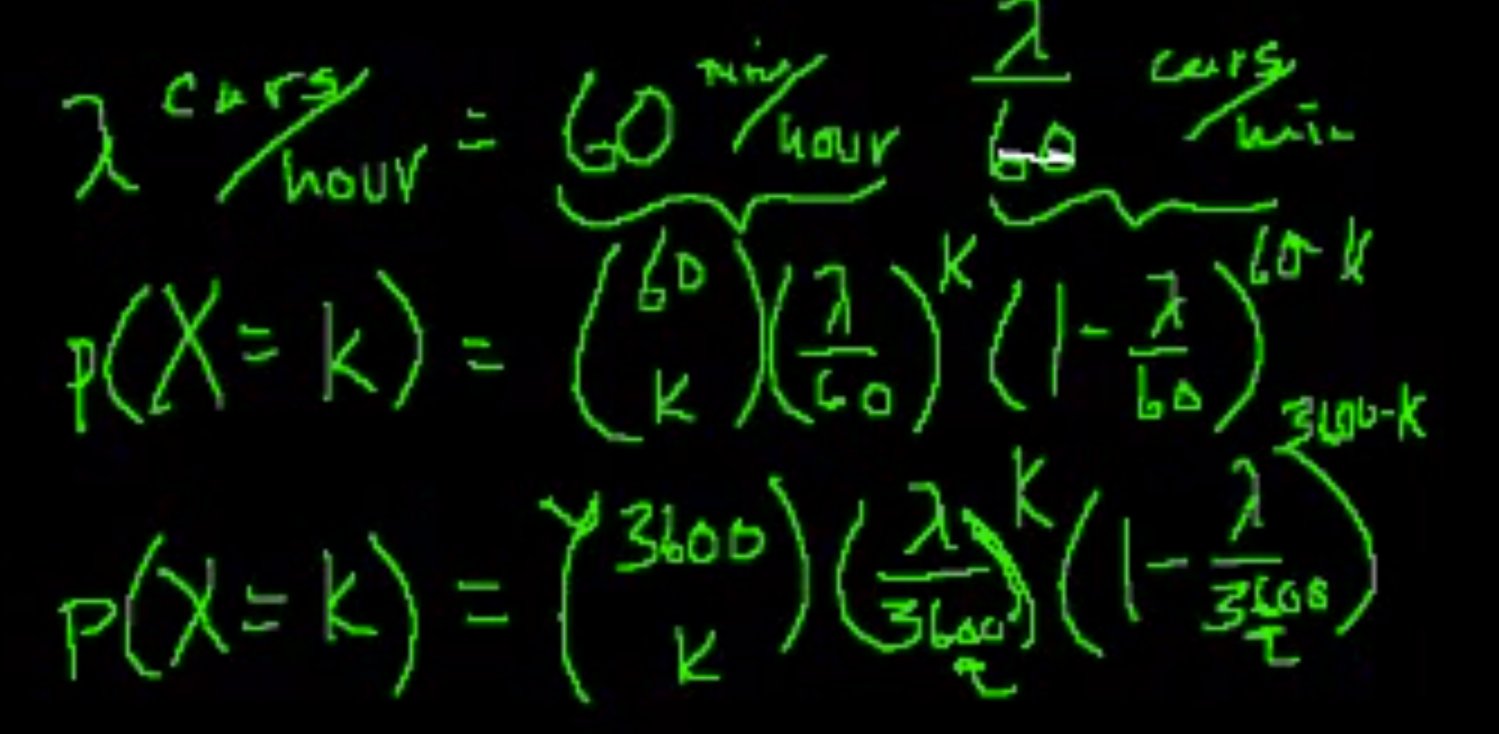 λ cars/hour = 60 min/hour λ/60 cars/min
P(X = k) = (60 k) (λ/60)^k (1 - λ/60)^60-k
P(X = k) = (3600 k) (λ/3600)^k (1 - λ/3600)^3600-k